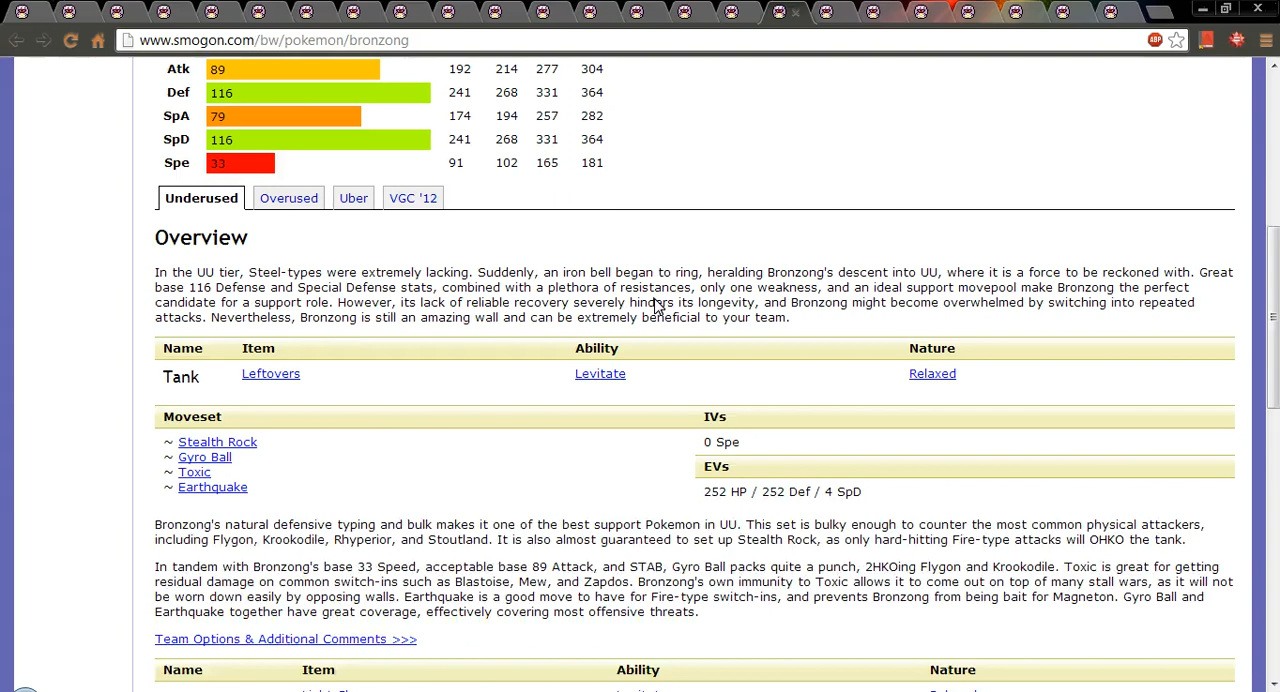 www.smogon.com/bw/pokemon/bronzong
ABP
Atk 89 192 214 277 304
Def 116 241 268 331 364
SpA 79 174 194 257 282
SpD 116 241 268 331 364
Spe 33 91 102 165 181
Underused Overused Uber VGC '12
Overview
In the UU tier, Steel-types were extremely lacking. Suddenly, an iron bell began to ring, heralding Bronzong's descent into UU, where it is a force to be reckoned with. Great
base 116 Defense and Special Defense stats, combined with a plethora of resistances, only one weakness, and an ideal support movepool make Bronzong the perfect
candidate for a support role. However, its lack of reliable recovery severely hinders its longevity, and Bronzong might become overwhelmed by switching into repeated
attacks. Nevertheless, Bronzong is still an amazing wall and can be extremely beneficial to your team.
Name Item Ability Nature
Tank Leftovers Levitate Relaxed
Moveset IVs
~ Stealth Rock 0 Spe
~ Gyro Ball
~ Toxic EVs
~ Earthquake 252 HP / 252 Def / 4 SpD
Bronzong's natural defensive typing and bulk makes it one of the best support Pokemon in UU. This set is bulky enough to counter the most common physical attackers,
including Flygon, Krookodile, Rhyperior, and Stoutland. It is also almost guaranteed to set up Stealth Rock, as only hard-hitting Fire-type attacks will OHKO the tank.
In tandem with Bronzong's base 33 Speed, acceptable base 89 Attack, and STAB, Gyro Ball packs quite a punch, 2HKOing Flygon and Krookodile. Toxic is great for getting
residual damage on common switch-ins such as Blastoise, Mew, and Zapdos. Bronzong's own immunity to Toxic allows it to come out on top of many stall wars, as it will not
be worn down easily by opposing walls. Earthquake is a good move to have for Fire-type switch-ins, and prevents Bronzong from being bait for Magneton. Gyro Ball and
Earthquake together have great coverage, effectively covering most offensive threats.
Team Options & Additional Comments >>>
Name Item Ability Nature